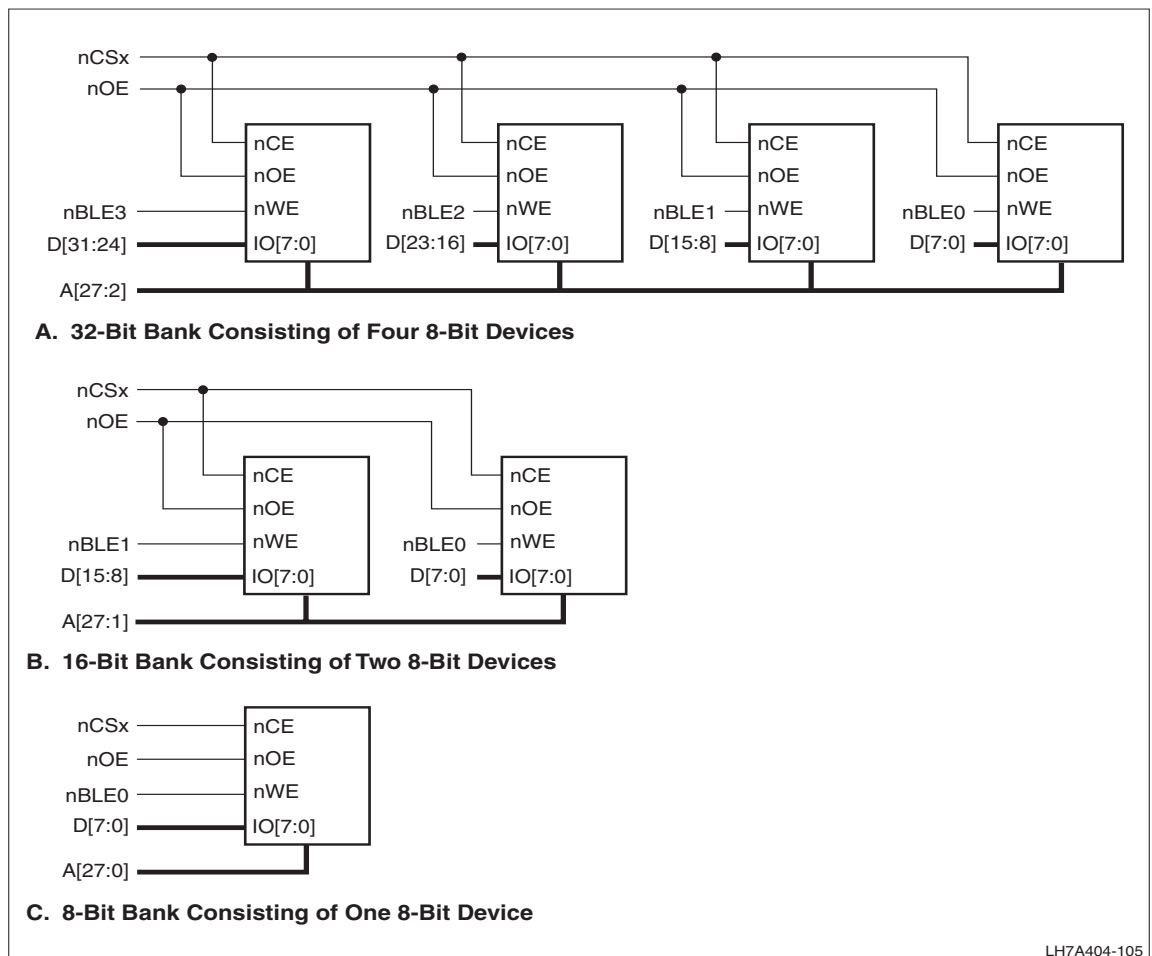 nCSx
nOE
nCE
nOE
nWE
IO[7:0]
nCE
nOE
nWE
IO[7:0]
nCE
nOE
nWE
IO[7:0]
nCE
nOE
nWE
IO[7:0]
nBLE3
D[31:24]
nBLE2
D[23:16]
nBLE1
D[15:8]
nBLE0
D[7:0]
A[27:2]
A. 32-Bit Bank Consisting of Four 8-Bit Devices
nCSx
nOE
nCE
nOE
nWE
IO[7:0]
nCE
nOE
nWE
IO[7:0]
nBLE1
D[15:8]
nBLE0
D[7:0]
A[27:1]
B. 16-Bit Bank Consisting of Two 8-Bit Devices
nCSx
nOE
nBLE0
D[7:0]
nCE
nOE
nWE
IO[7:0]
A[27:0]
C. 8-Bit Bank Consisting of One 8-Bit Device
LH7A404-105